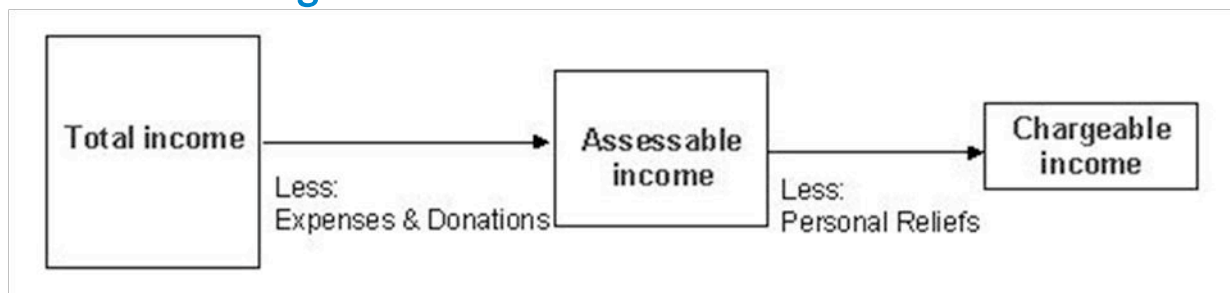 Total income
Less:
Expenses & Donations
Assessable
income
Less:
Personal Reliefs
Chargeable
income